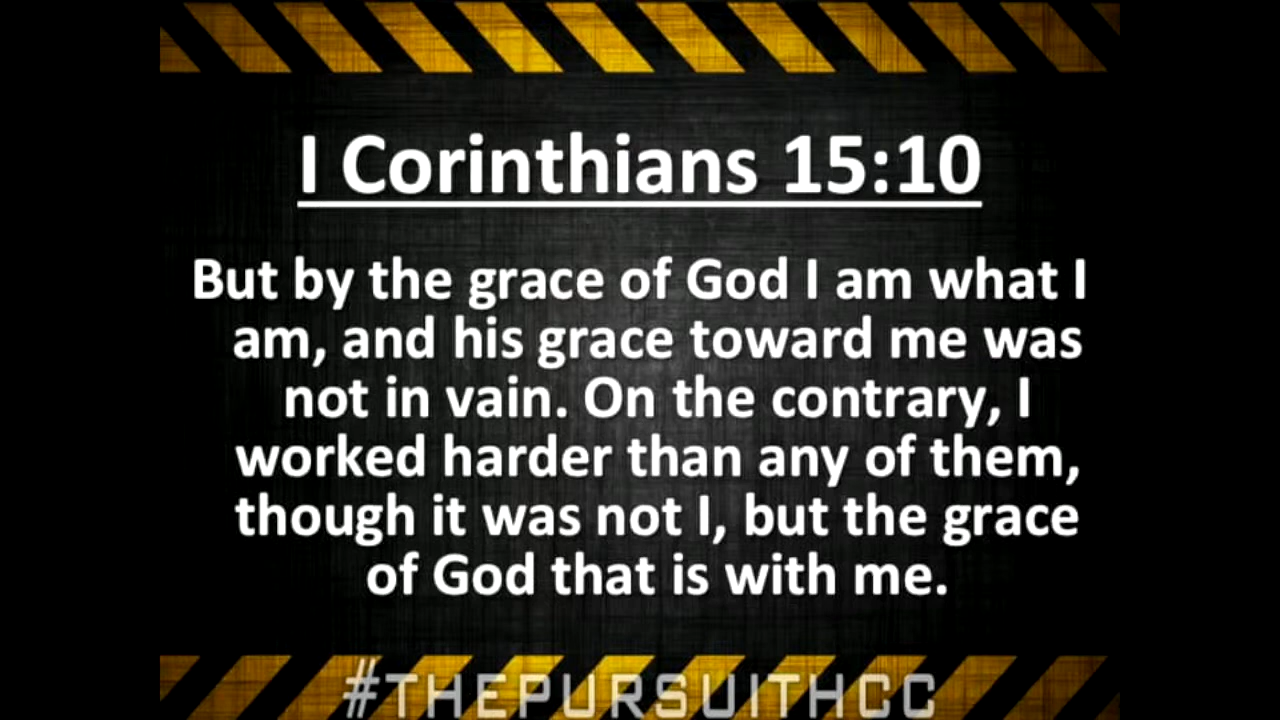 I Corinthians 15:10
But by the grace of God I am what I
am, and his grace toward me was
not in vain. On the contrary, I
worked harder than any of them,
though it was not I, but the grace
of God that is with me.
#THEPURSUITHCC